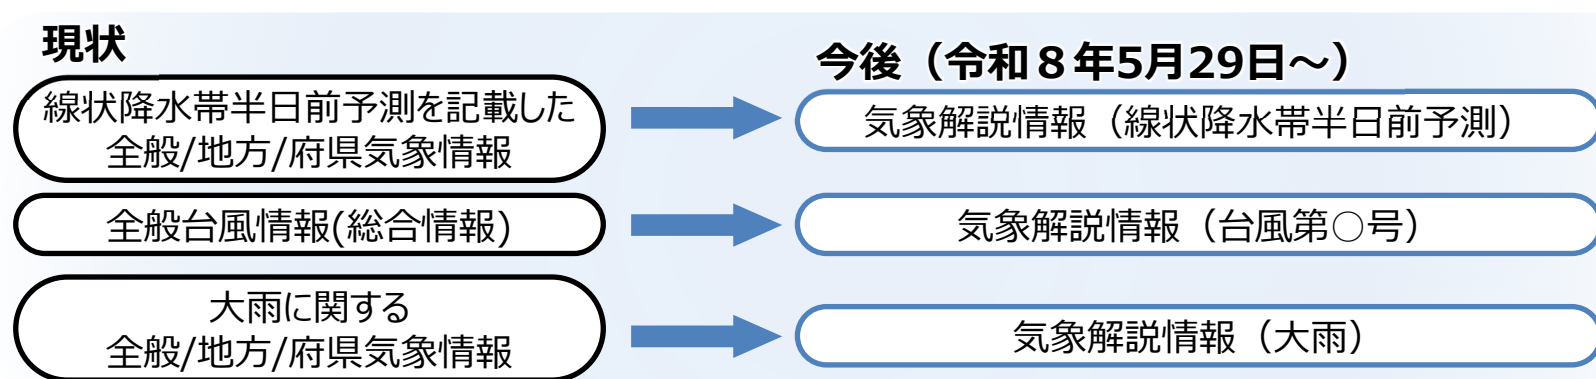 現状
今後（令和８年5月29日～）
線状降水帯半日前予測を記載した
全般/地方/府県気象情報
気象解説情報（線状降水帯半日前予測）
全般台風情報(総合情報)
気象解説情報（台風第○号）
大雨に関する
全般/地方/府県気象情報
気象解説情報（大雨）